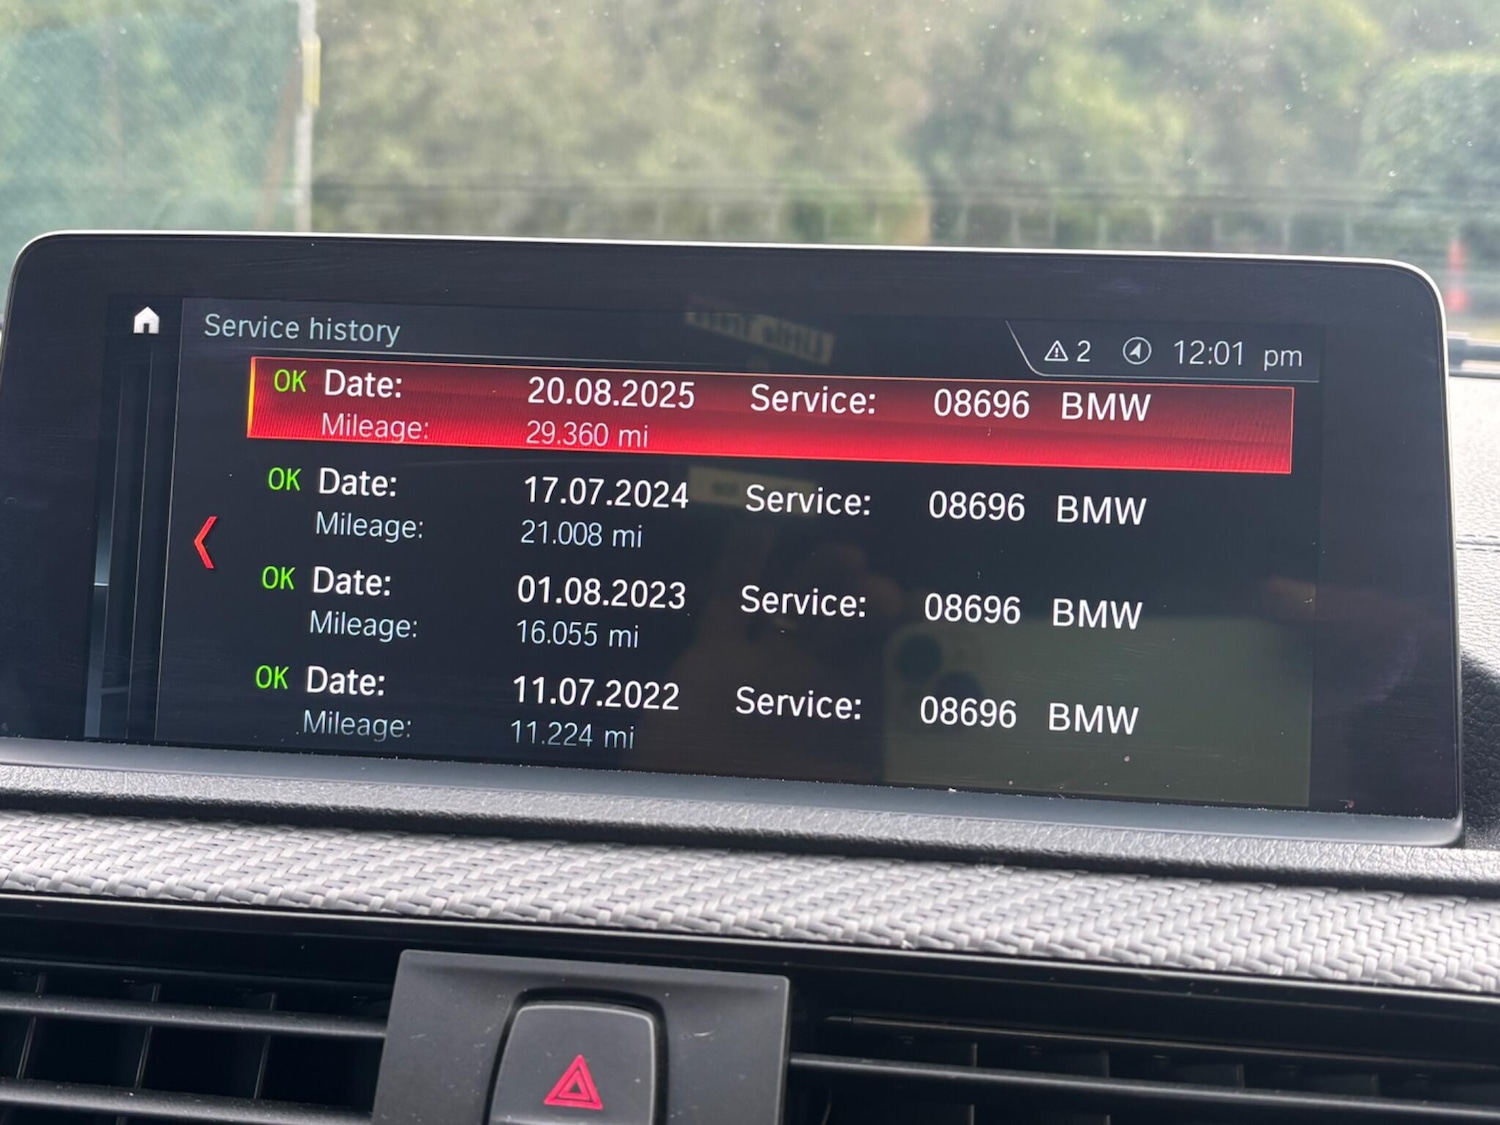 Service history
2 12:01 pm
OK Date: 20.08.2025 Service: 08696 BMW
Mileage: 29.360 mi
OK Date: 17.07.2024 Service: 08696 BMW
Mileage: 21.008 mi
OK Date: 01.08.2023 Service: 08696 BMW
Mileage: 16.055 mi
OK Date: 11.07.2022 Service: 08696 BMW
Mileage: 11.224 mi